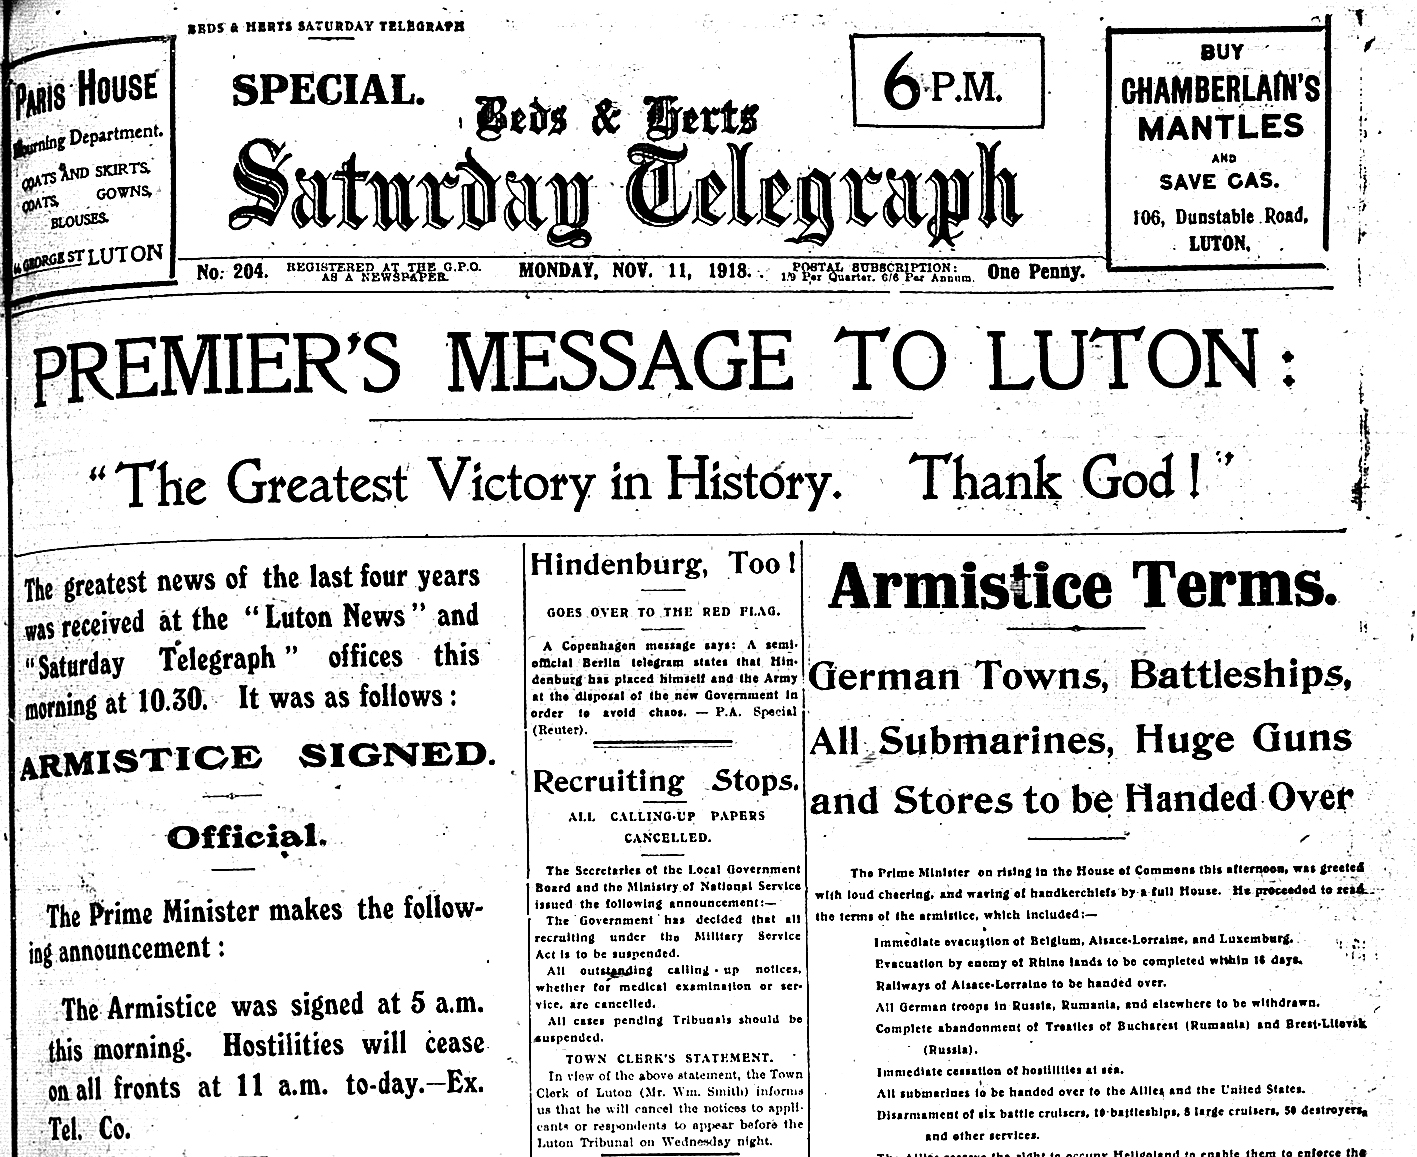 BEDS & HERTS SATURDAY TELEGRAPH
PARIS HOUSE
Mourning Department.
COATS AND SKIRTS,
COATS, GOWNS,
BLOUSES.
GEORGE ST LUTON
SPECIAL.
6 P.M.
Beds & Herts
Saturday Telegraph
BUY
CHAMBERLAIN'S
MANTLES
AND
SAVE GAS.
106, Dunstable Road,
LUTON.
No: 204.
REGISTERED AT THE G.P.O.
AS A NEWSPAPER.
MONDAY, NOV. 11, 1918.
POSTAL SUBSCRIPTION:
1/9 Per Quarter. 6/6 Per Annum.
One Penny.
PREMIER'S MESSAGE TO LUTON:
"The Greatest Victory in History. Thank God!"
The greatest news of the last four years
was received at the "Luton News" and
"Saturday Telegraph" offices this
morning at 10.30. It was as follows:
ARMISTICE SIGNED.
Official.
The Prime Minister makes the follow-
ing announcement:
The Armistice was signed at 5 a.m.
this morning. Hostilities will cease
on all fronts at 11 a.m. to-day.—Ex.
Tel. Co.
Hindenburg, Too!
GOES OVER TO THE RED FLAG.
A Copenhagen message says: A semi-
official Berlin telegram states that Hin-
denburg has placed himself and the Army
at the disposal of the new Government in
order to avoid chaos. — P.A. Special
(Reuter).
Recruiting Stops.
ALL CALLING-UP PAPERS
CANCELLED.
The Secretaries of the Local Government
Board and the Ministry of National Service
issued the following announcement:—
The Government has decided that all
recruiting under the Military Service
Act is to be suspended.
All outstanding calling-up notices,
whether for medical examination or ser-
vice, are cancelled.
All cases pending Tribunals should be
suspended.
TOWN CLERK'S STATEMENT.
In view of the above statement, the Town
Clerk of Luton (Mr. Wm. Smith) informs
us that he will cancel the notices to appli-
cants or respondents to appear before the
Luton Tribunal on Wednesday night.
Armistice Terms.
German Towns, Battleships,
All Submarines, Huge Guns
and Stores to be Handed Over
The Prime Minister on rising in the House of Commons this afternoon, was greeted
with loud cheering, and waving of handkerchiefs by a full House. He proceeded to read
the terms of the armistice, which included:—
Immediate evacuation of Belgium, Alsace-Lorraine, and Luxemburg.
Evacuation by enemy of Rhine lands to be completed within 16 days.
Railways of Alsace-Lorraine to be handed over.
All German troops in Russia, Rumania, and elsewhere to be withdrawn.
Complete abandonment of Treaties of Bucharest (Rumania) and Brest-Litovsk
(Russia).
Immediate cessation of hostilities at sea.
All submarines to be handed over to the Allies and the United States.
Disarmament of six battle cruisers, 10 battleships, 8 large cruisers, 50 destroyers,
and other services.
The Allies reserve the right to occupy Heligoland to enable them to enforce the